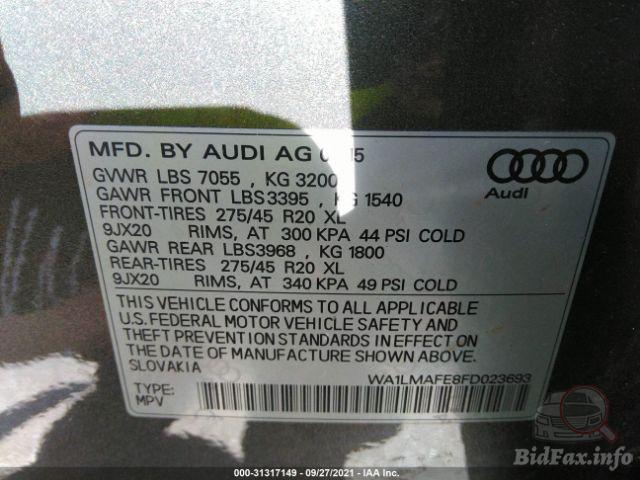 MFD. BY AUDI AG
GVWR LBS 7055 , KG 3200
GAWR FRONT LBS3395 , KG 1540
FRONT-TIRES 275/45 R20 XL
9JX20 RIMS, AT 300 KPA 44 PSI COLD
GAWR REAR LBS3968 , KG 1800
REAR-TIRES 275/45 R20 XL
9JX20 RIMS, AT 340 KPA 49 PSI COLD
THIS VEHICLE CONFORMS TO ALL APPLICABLE
U.S. FEDERAL MOTOR VEHICLE SAFETY AND
THEFT PREVENTION STANDARDS IN EFFECT ON
THE DATE OF MANUFACTURE SHOWN ABOVE.
SLOVAKIA
WA1LMAFE8FD023693
TYPE:
MPV
Audi
BidFax.info
000-31317149 - 09/27/2021 - IAA Inc.